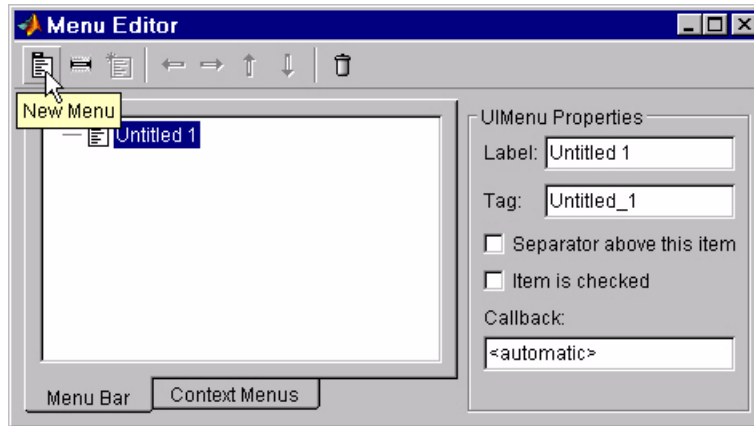 Menu Editor
New Menu
Untitled 1
UIMenu Properties
Label: Untitled 1
Tag: Untitled_1
Separator above this item
Item is checked
Callback:
<automatic>
Menu Bar
Context Menus